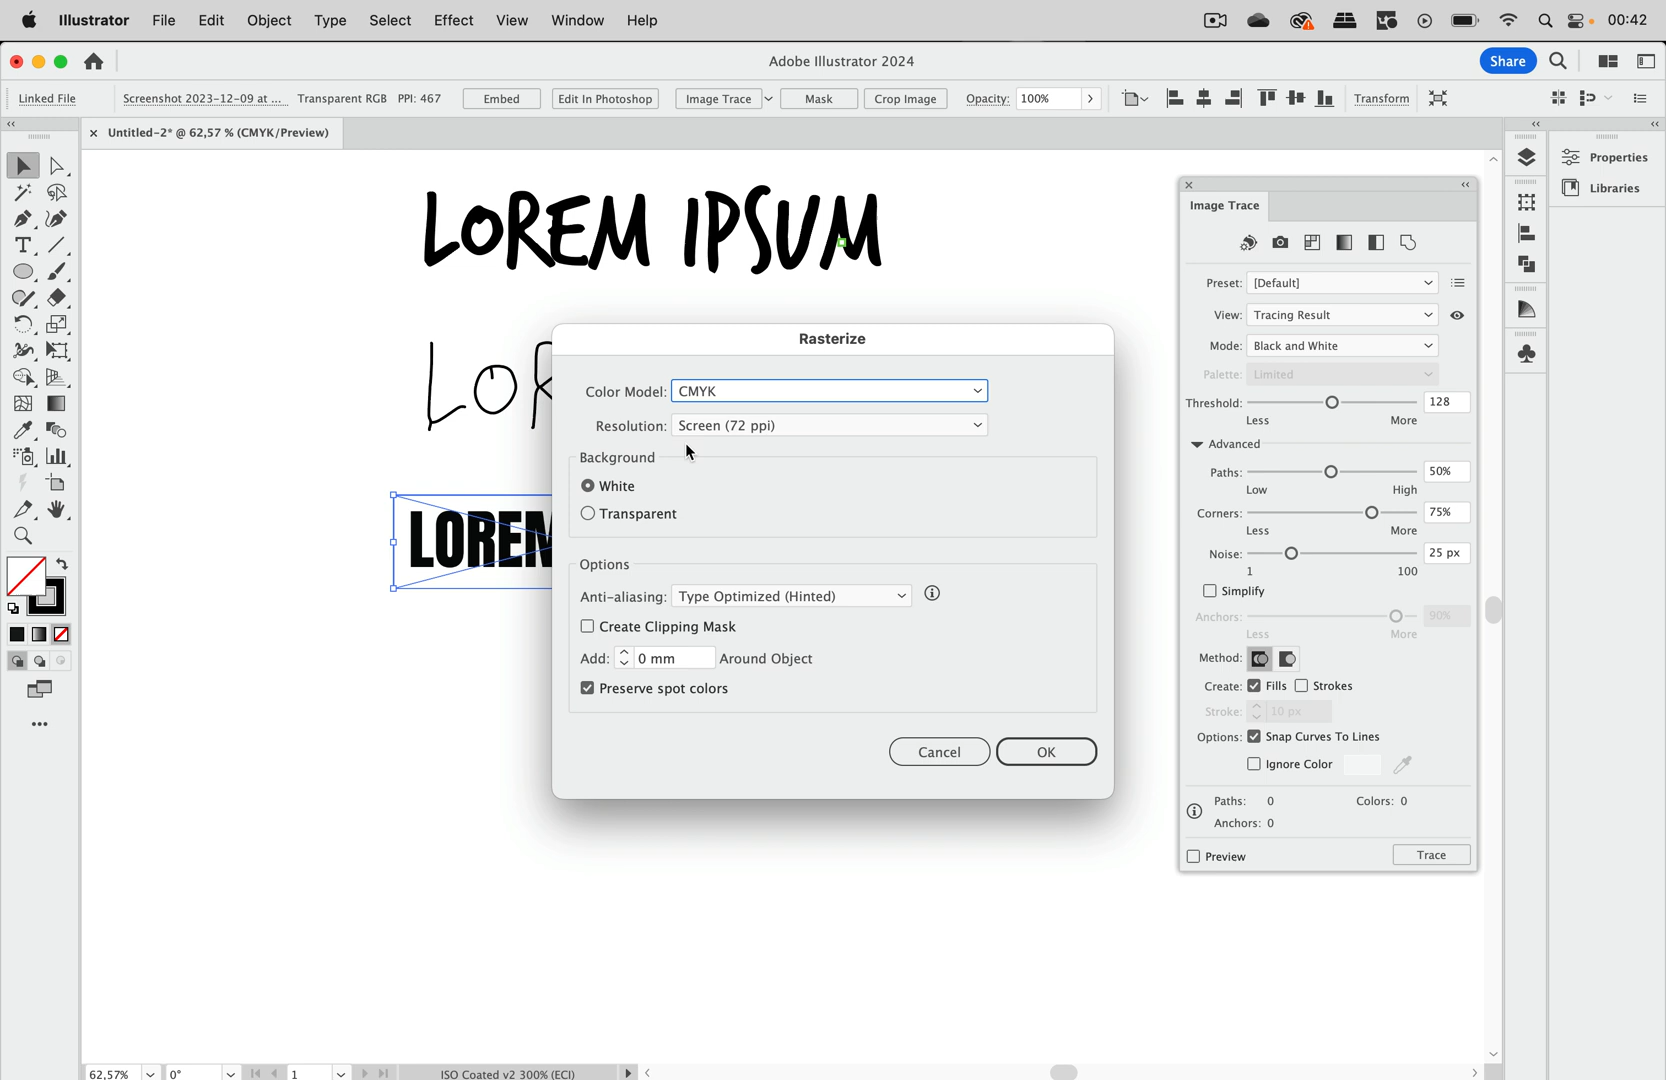 Illustrator File Edit Object Type Select Effect View Window Help 00:42
Adobe Illustrator 2024 Share
Linked File Screenshot 2023-12-09 at ... Transparent RGB PPI: 467 Embed Edit In Photoshop Image Trace Mask Crop Image Opacity: 100% Transform
Untitled-2* @ 62,57 % (CMYK/Preview)
Properties
Libraries
LOREM IPSUM
LOR
LOREM
Rasterize
Color Model: CMYK
Resolution: Screen (72 ppi)
Background
White
Transparent
Options
Anti-aliasing: Type Optimized (Hinted)
Create Clipping Mask
Add: 0 mm Around Object
Preserve spot colors
Cancel OK
Image Trace
Preset: [Default]
View: Tracing Result
Mode: Black and White
Palette: Limited
Threshold: 128
Less More
Advanced
Paths: 50%
Low High
Corners: 75%
Less More
Noise: 25 px
1 100
Simplify
Anchors: 90%
Less More
Method:
Create: Fills Strokes
Stroke: 10 px
Options: Snap Curves To Lines
Ignore Color
Paths: 0 Colors: 0
Anchors: 0
Preview Trace
62,57% 0° 1 ISO Coated v2 300% (ECI)